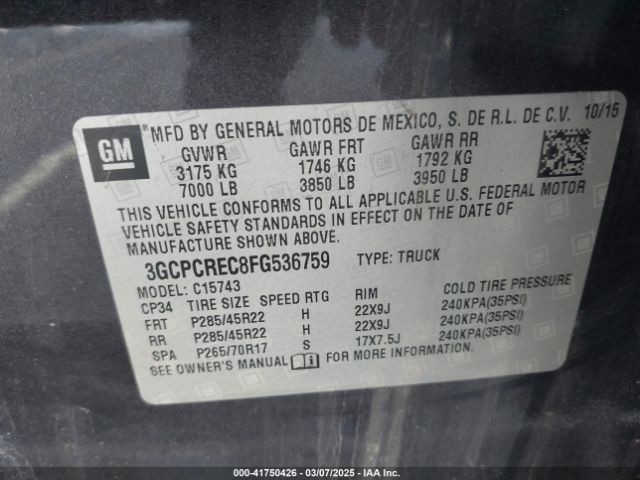 GM
® MFD BY GENERAL MOTORS DE MEXICO, S. DE R.L. DE C.V. 10/15
GVWR GAWR FRT GAWR RR
3175 KG 1746 KG 1792 KG
7000 LB 3850 LB 3950 LB
THIS VEHICLE CONFORMS TO ALL APPLICABLE U.S. FEDERAL MOTOR
VEHICLE SAFETY STANDARDS IN EFFECT ON THE DATE OF
MANUFACTURE SHOWN ABOVE.
3GCPCREC8FG536759 TYPE: TRUCK
MODEL: C15743
CP34 TIRE SIZE SPEED RTG RIM COLD TIRE PRESSURE
FRT P285/45R22 H 22X9J 240KPA(35PSI)
RR P285/45R22 H 22X9J 240KPA(35PSI)
SPA P265/70R17 S 17X7.5J 240KPA(35PSI)
SEE OWNER'S MANUAL FOR MORE INFORMATION.
000-41750426 - 03/07/2025 - IAA Inc.